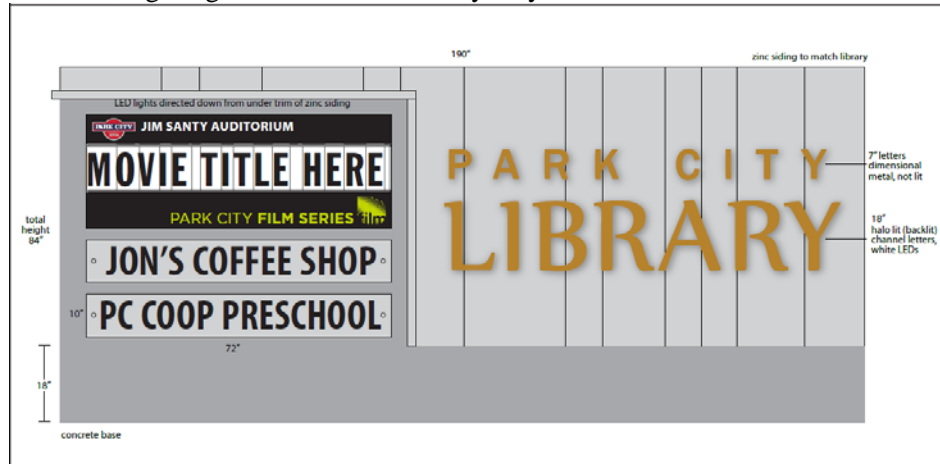 190"
zinc siding to match library
LED lights directed down from under trim of zinc siding
PARK CITY
JIM SANTY AUDITORIUM
MOVIE TITLE HERE
PARK CITY FILM SERIES film
JON'S COFFEE SHOP
PC COOP PRESCHOOL
PARK CITY
LIBRARY
7" letters
dimensional
metal, not lit
18"
halo lit (backlit)
channel letters,
white LEDs
total
height
84"
10"
72"
18"
concrete base